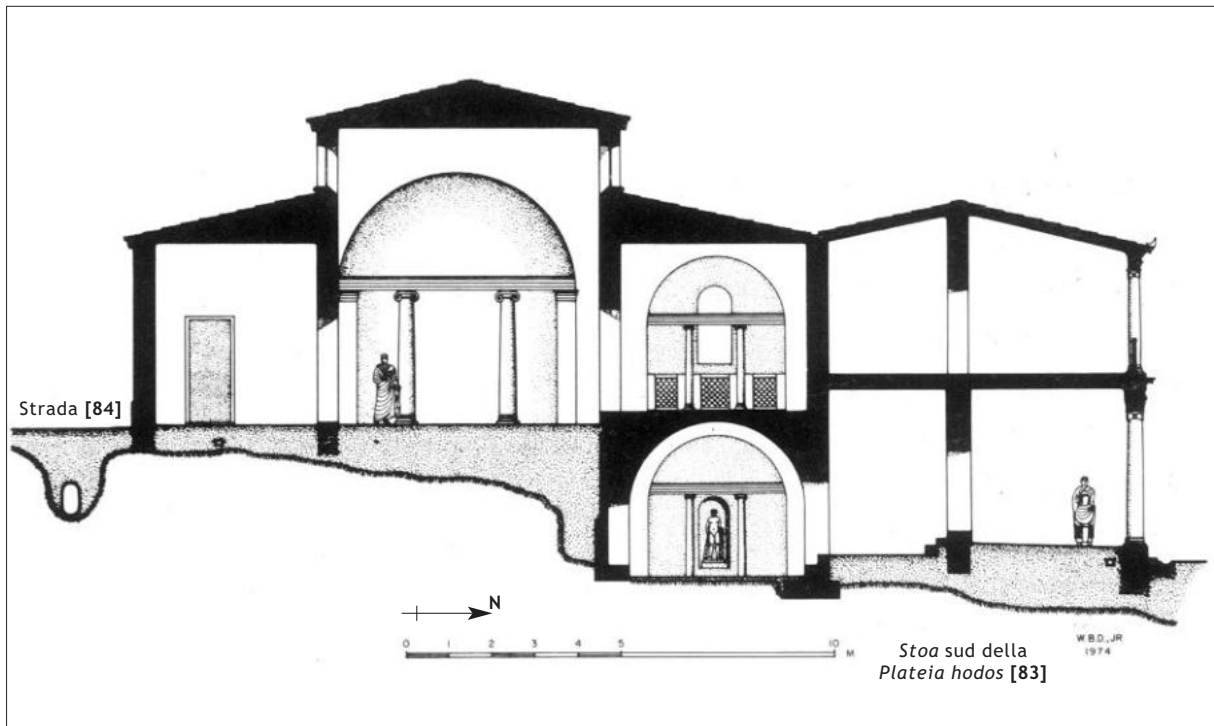 Strada [84]
N
0 1 2 3 4 5 10 M.
Stoa sud della
Plateia hodos [83]
W.B.D.,JR
1974